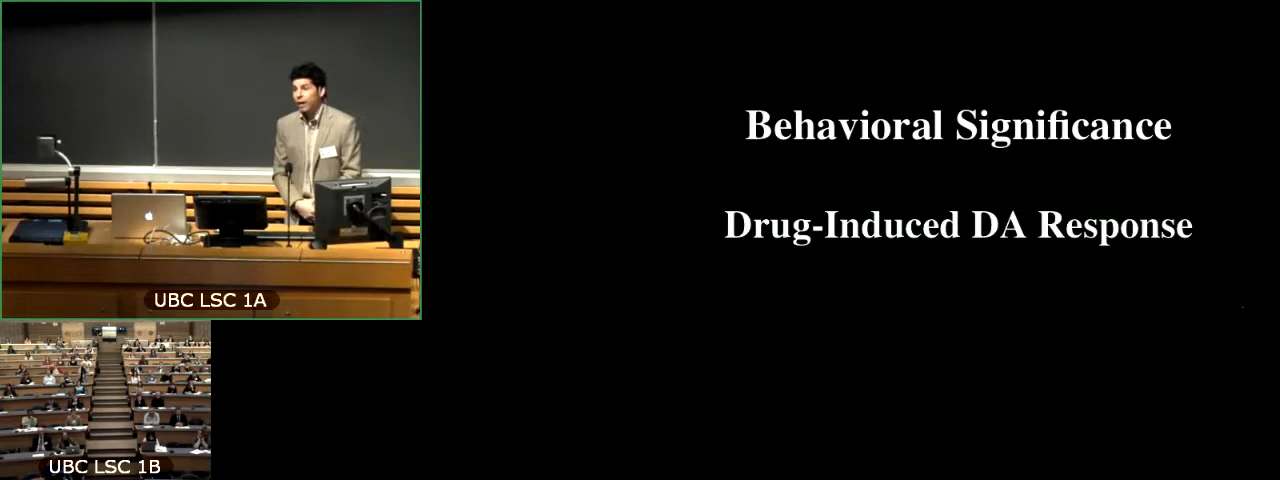 Behavioral Significance
Drug-Induced DA Response
UBC LSC 1A
UBC LSC 1B